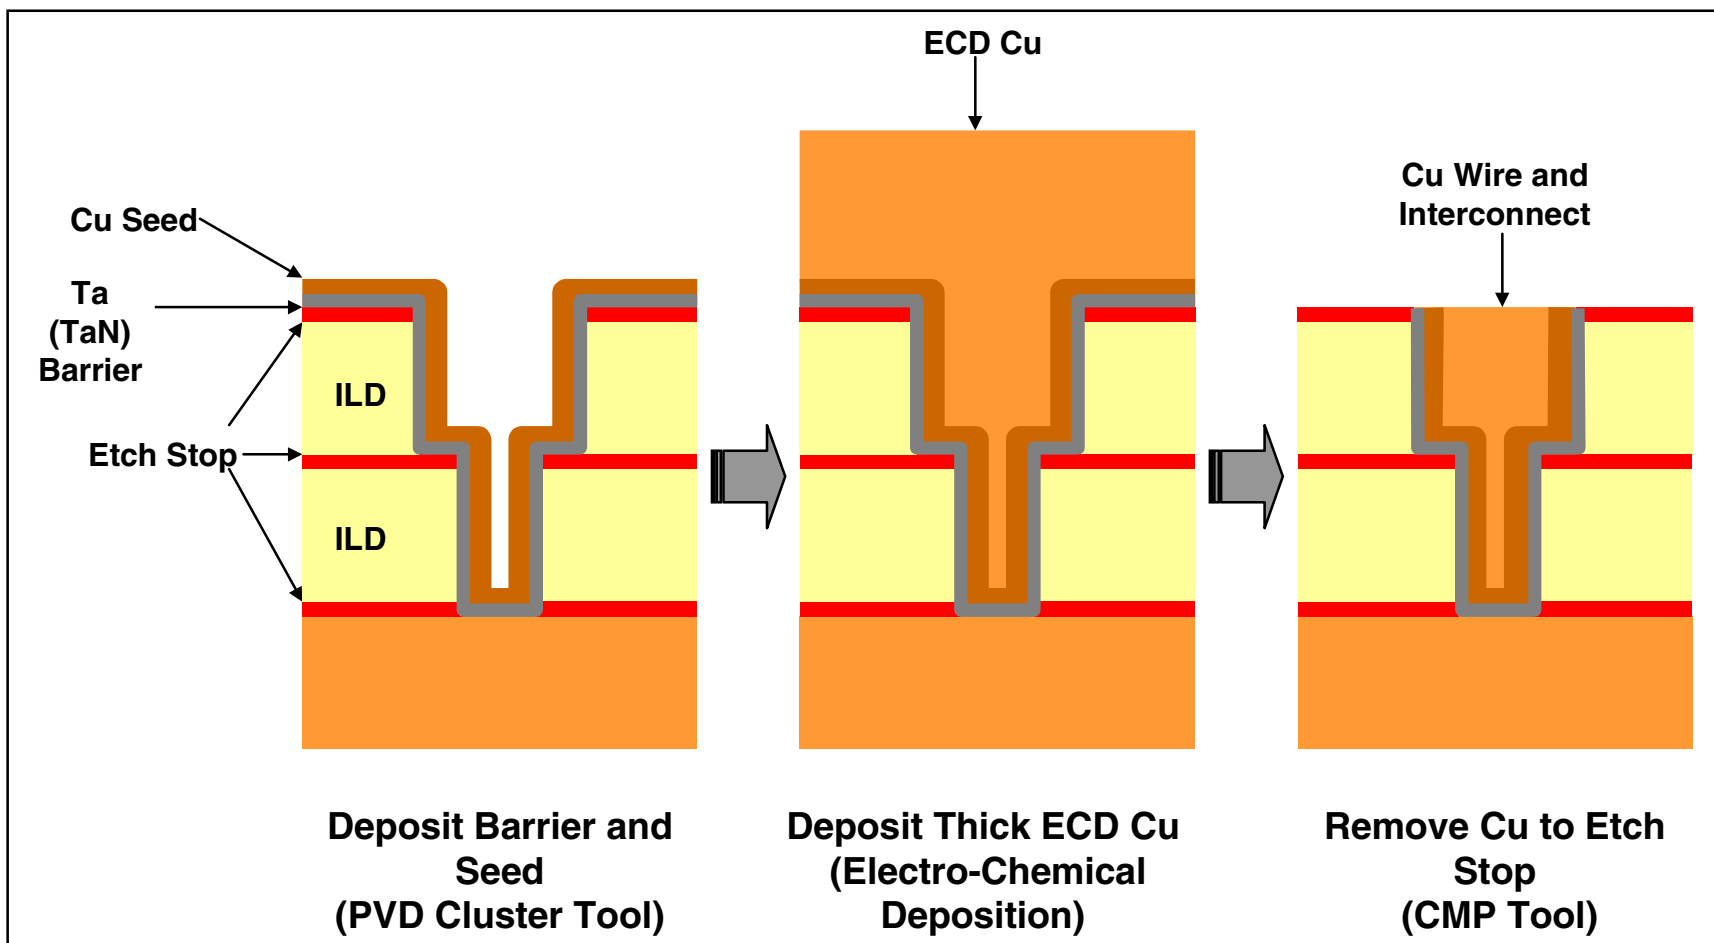 ECD Cu
Cu Wire and
Interconnect
Cu Seed
Ta
(TaN)
Barrier
ILD
Etch Stop
ILD
Deposit Barrier and
Seed
(PVD Cluster Tool)
Deposit Thick ECD Cu
(Electro-Chemical
Deposition)
Remove Cu to Etch
Stop
(CMP Tool)